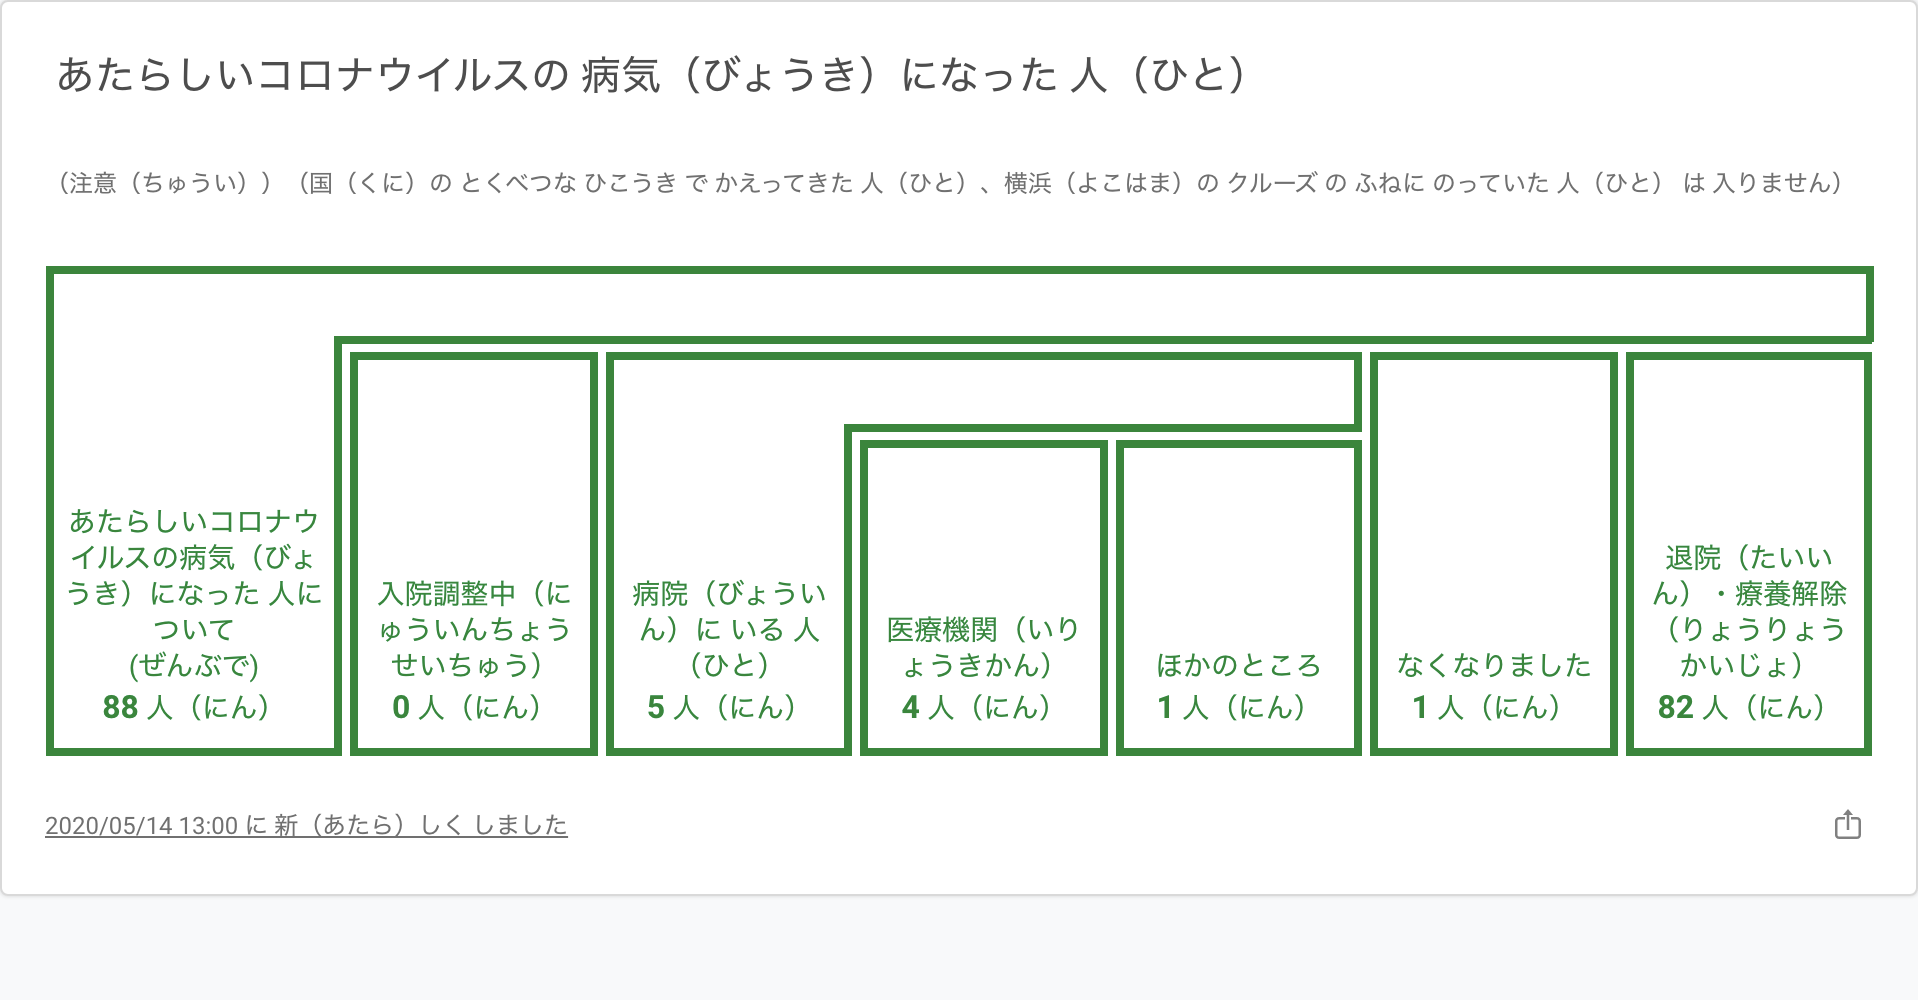 あたらしいコロナウイルスの 病気（びょうき）になった 人（ひと）
（注意（ちゅうい））（国（くに）の とくべつな ひこうき で かえってきた 人（ひと）、横浜（よこはま）の クルーズ の ふねに のっていた 人（ひと） は 入りません）
あたらしいコロナウ
イルスの病気（びょ
うき）になった 人に
ついて
(ぜんぶで)
88 人（にん）
入院調整中（に
ゅういんちょう
せいちゅう）
0 人（にん）
病院（びょうい
ん）に いる 人
（ひと）
5 人（にん）
医療機関（いり
ょうきかん）
4 人（にん）
ほかのところ
1 人（にん）
なくなりました
1 人（にん）
退院（たいい
ん）・療養解除
（りょうりょう
かいじょ）
82 人（にん）
2020/05/14 13:00 に 新（あたら）しく しました